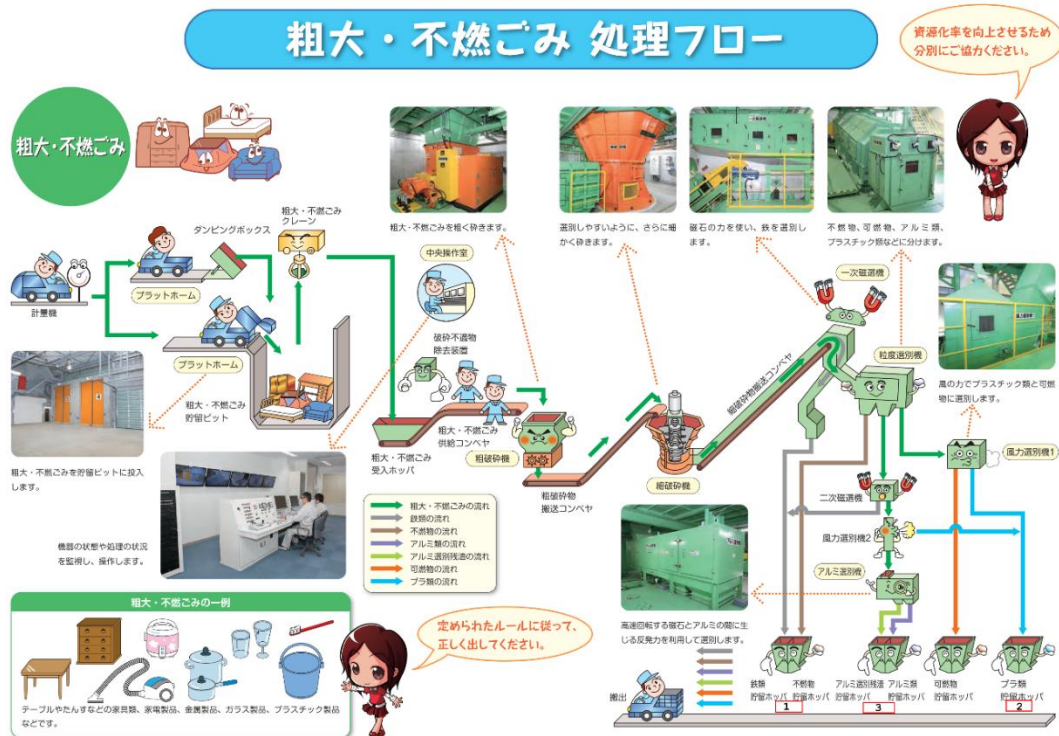 粗大・不燃ごみ 処理フロー
資源化率を向上させるため
分別にご協力ください。
粗大・不燃ごみ
粗大・不燃ごみ
クレーン
ダンピングボックス
プラットホーム
計量機
プラットホーム
粗大・不燃ごみ
貯留ピット
中央操作室
粗大・不燃ごみを粗く砕きます。
選別しやすいように、さらに細
かく砕きます。
磁石の力を使い、鉄を選別し
ます。
不燃物、可燃物、アルミ類、
プラスチック類などに分けます。
一次磁選機
粒度選別機
風の力でプラスチック類と可燃
物に選別します。
破砕不適物
除去装置
粗大・不燃ごみ
供給コンベヤ
粗大・不燃ごみ
受入ホッパ
粗破砕機
粗破砕物
搬送コンベヤ
細破砕機
細破砕物搬送コンベヤ
風力選別機1
二次磁選機
風力選別機2
アルミ選別機
粗大・不燃ごみを貯留ピットに投入
します。
機器の状態や処理の状況
を監視し、操作します。
粗大・不燃ごみの流れ
鉄類の流れ
不燃物の流れ
アルミ類の流れ
アルミ選別残渣の流れ
可燃物の流れ
プラ類の流れ
高速回転する磁石とアルミの間に生
じる反発力を利用して選別します。
粗大・不燃ごみの一例
テーブルやたんすなどの家具類、家電製品、金属製品、ガラス製品、プラスチック製品
などです。
定められたルールに従って、
正しく出してください。
搬出
鉄類
貯留ホッパ
不燃物
貯留ホッパ
アルミ選別残渣
貯留ホッパ
アルミ類
貯留ホッパ
可燃物
貯留ホッパ
プラ類
貯留ホッパ
1
3
2